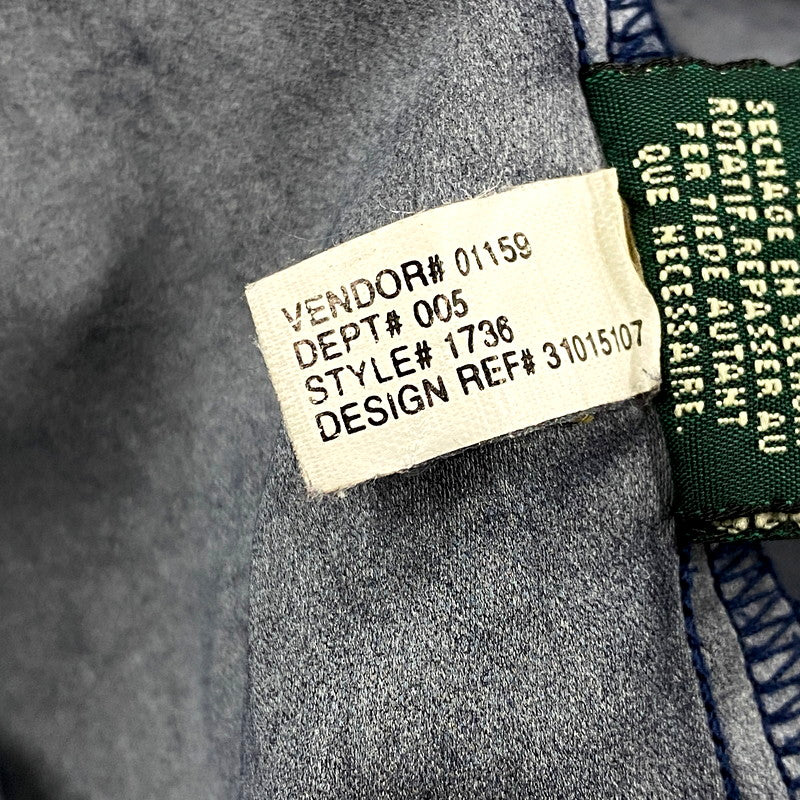 VENDOR# 01159
DEPT# 005
STYLE# 1736
DESIGN REF# 31015107
SECHAGE EN
ROTATIF. REPASSER AU
FER TIEDE AUTANT
QUE NECESSAIRE.